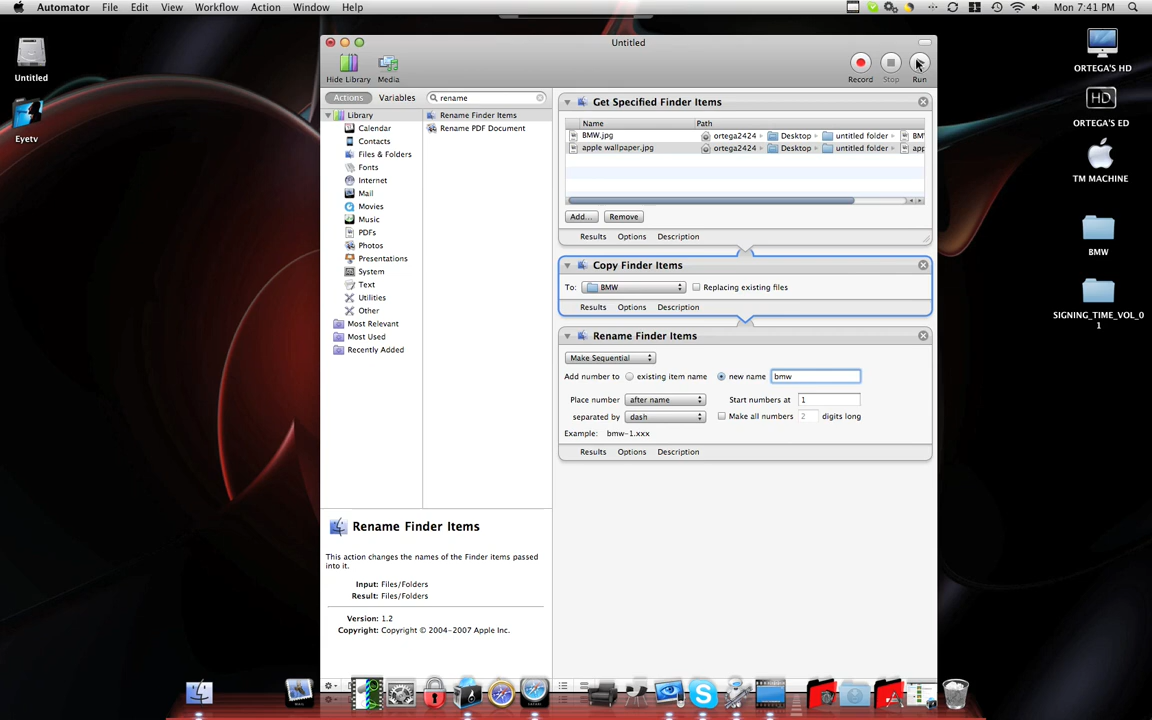 Automator File Edit View Workflow Action Window Help Mon 7:41 PM
Untitled
Hide Library Media Record Stop Run
Actions Variables rename
Library
Calendar
Contacts
Files & Folders
Fonts
Internet
Mail
Movies
Music
PDFs
Photos
Presentations
System
Text
Utilities
Other
Most Relevant
Most Used
Recently Added
Rename Finder Items
Rename PDF Document
Get Specified Finder Items
Name Path
BMW.jpg ortega2424 Desktop untitled folder BM
apple wallpaper.jpg ortega2424 Desktop untitled folder app
Add... Remove
Results Options Description
Copy Finder Items
To: BMW Replacing existing files
Results Options Description
Rename Finder Items
Make Sequential
Add number to existing item name new name bmw
Place number after name Start numbers at 1
separated by dash Make all numbers 2 digits long
Example: bmw-1.xxx
Results Options Description
Rename Finder Items
This action changes the names of the Finder items passed
into it.
Input: Files/Folders
Result: Files/Folders
Version: 1.2
Copyright: Copyright © 2004-2007 Apple Inc.
Untitled
Eyetv
ORTEGA'S HD
HD
ORTEGA'S ED
TM MACHINE
BMW
SIGNING_TIME_VOL_0
1